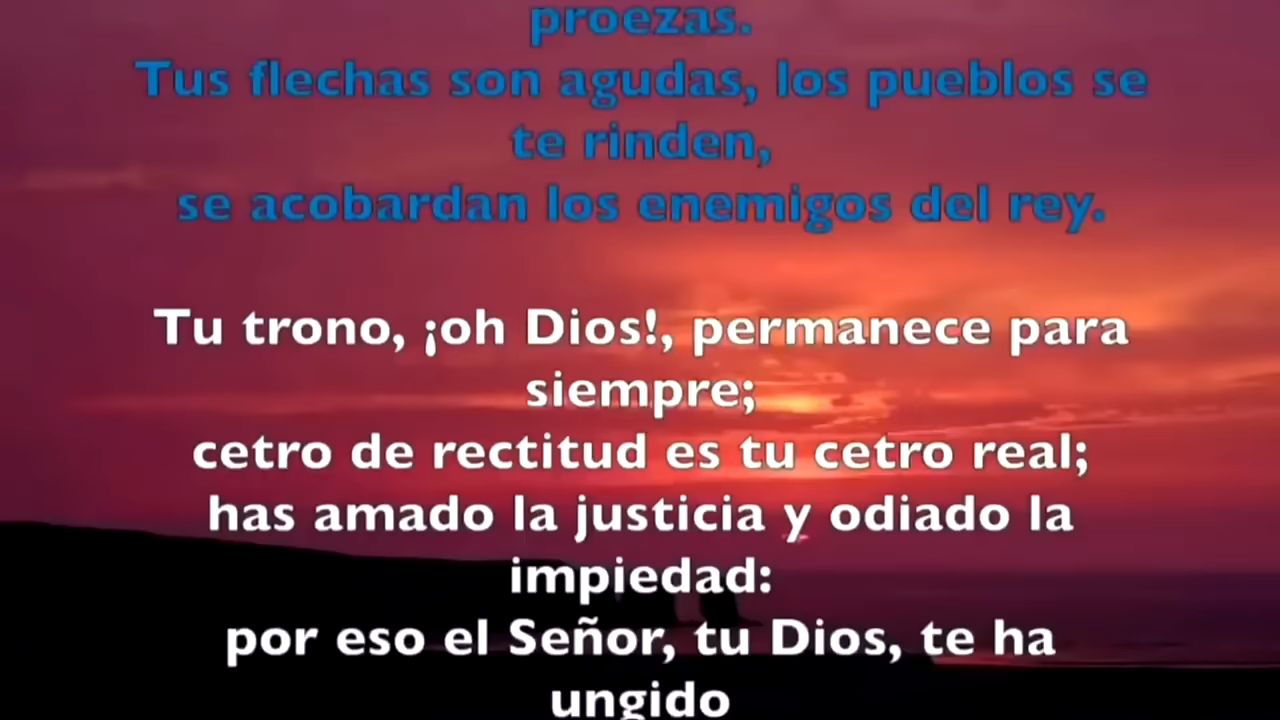 proezas.
Tus flechas son agudas, los pueblos se
te rinden,
se acobardan los enemigos del rey.
Tu trono, ¡oh Dios!, permanece para
siempre;
cetro de rectitud es tu cetro real;
has amado la justicia y odiado la
impiedad:
por eso el Señor, tu Dios, te ha
ungido